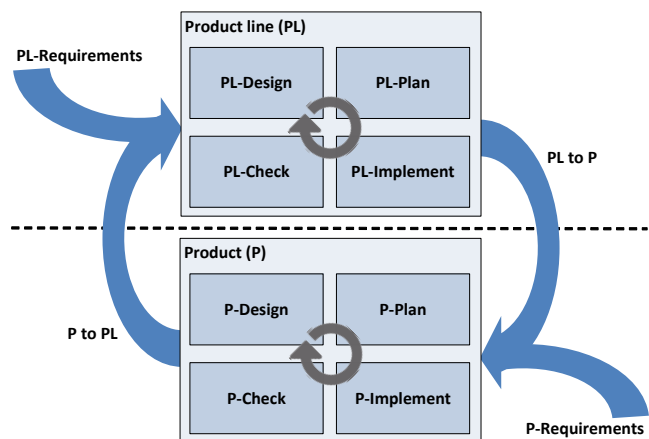 Product line (PL)
PL-Requirements
PL-Design
PL-Plan
PL-Check
PL-Implement
PL to P
Product (P)
P-Design
P-Plan
P to PL
P-Check
P-Implement
P-Requirements